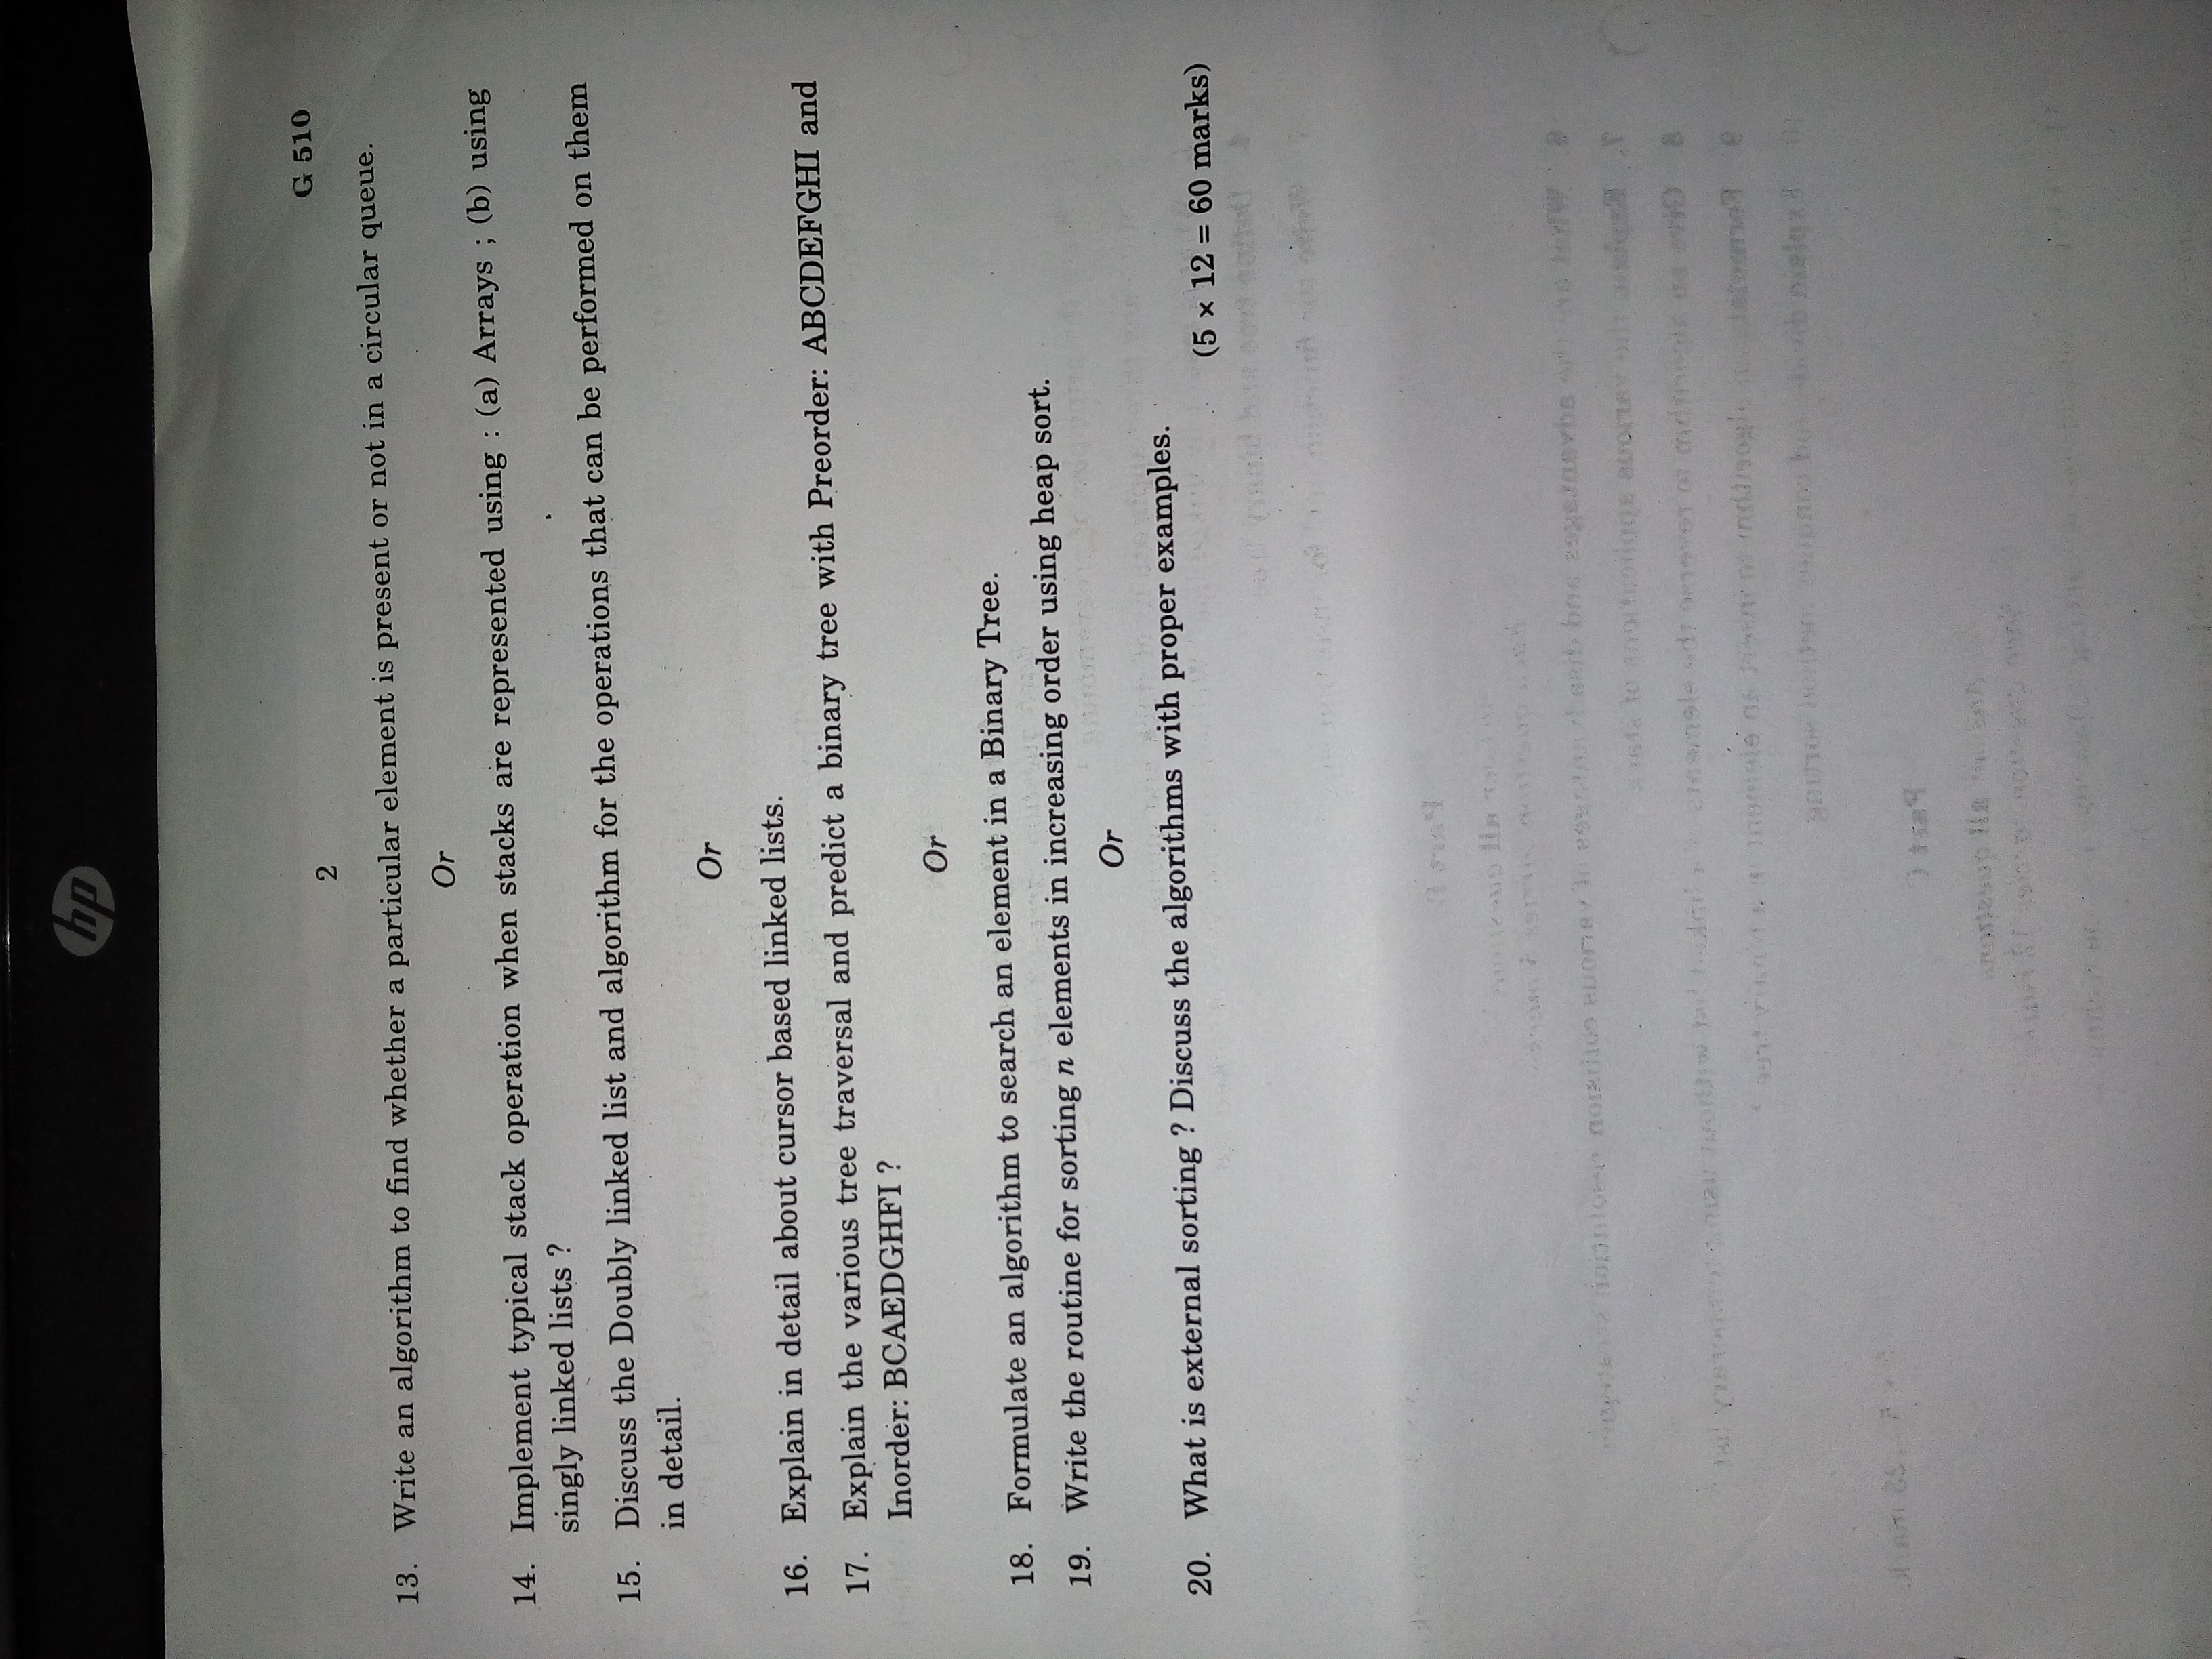 hp
G 510
2
13. Write an algorithm to find whether a particular element is present or not in a circular queue.
Or
14. Implement typical stack operation when stacks are represented using : (a) Arrays ; (b) using
singly linked lists ?
15. Discuss the Doubly linked list and algorithm for the operations that can be performed on them
in detail.
Or
16. Explain in detail about cursor based linked lists.
17. Explain the various tree traversal and predict a binary tree with Preorder: ABCDEFGHI and
Inorder: BCAEDGHFI ?
Or
18. Formulate an algorithm to search an element in a Binary Tree.
19. Write the routine for sorting n elements in increasing order using heap sort.
Or
20. What is external sorting ? Discuss the algorithms with proper examples.
(5 × 12 = 60 marks)